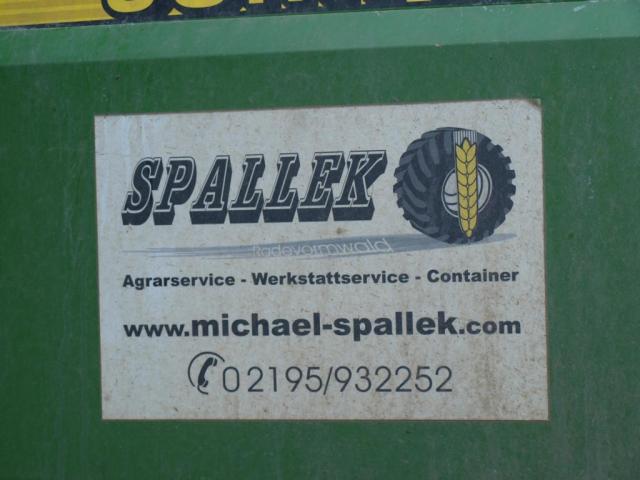 SPALLEK
Radevormwald
Agrarservice - Werkstattservice - Container
www.michael-spallek.com
02195/932252